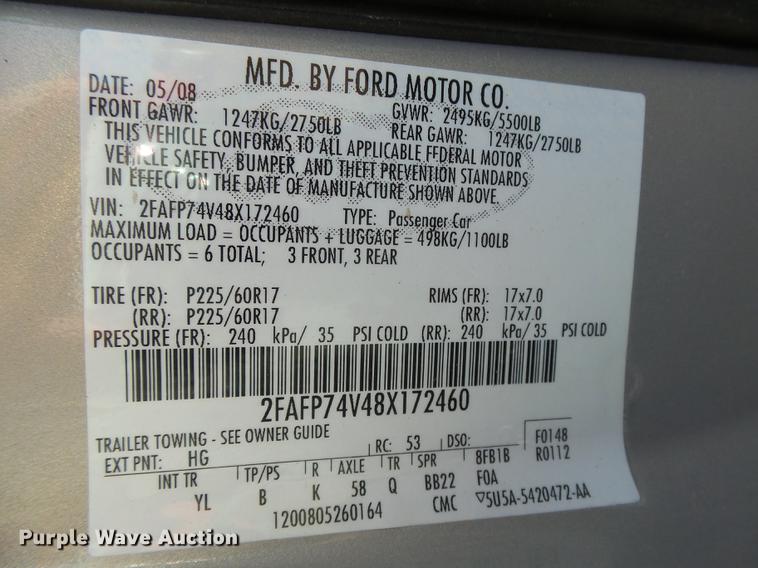 MFD. BY FORD MOTOR CO.
DATE: 05/08
GVWR: 2495KG/5500LB
FRONT GAWR: 1247KG/2750LB
REAR GAWR: 1247KG/2750LB
THIS VEHICLE CONFORMS TO ALL APPLICABLE FEDERAL MOTOR
VEHICLE SAFETY, BUMPER, AND THEFT PREVENTION STANDARDS
IN EFFECT ON THE DATE OF MANUFACTURE SHOWN ABOVE.
VIN: 2FAFP74V48X172460 TYPE: Passenger Car
MAXIMUM LOAD = OCCUPANTS + LUGGAGE = 498KG/1100LB
OCCUPANTS = 6 TOTAL; 3 FRONT, 3 REAR
TIRE (FR): P225/60R17 RIMS (FR): 17x7.0
(RR): P225/60R17 (RR): 17x7.0
PRESSURE (FR): 240 kPa/ 35 PSI COLD (RR): 240 kPa/ 35 PSI COLD
2FAFP74V48X172460
TRAILER TOWING - SEE OWNER GUIDE
EXT PNT: HG RC: 53 DSO: F0148
INT TR TP/PS R AXLE TR SPR 8FB1B R0112
YL B K 58 Q BB22 F0A
1200805260164 CMC ▽5U5A-5420472-AA
Purple Wave Auction